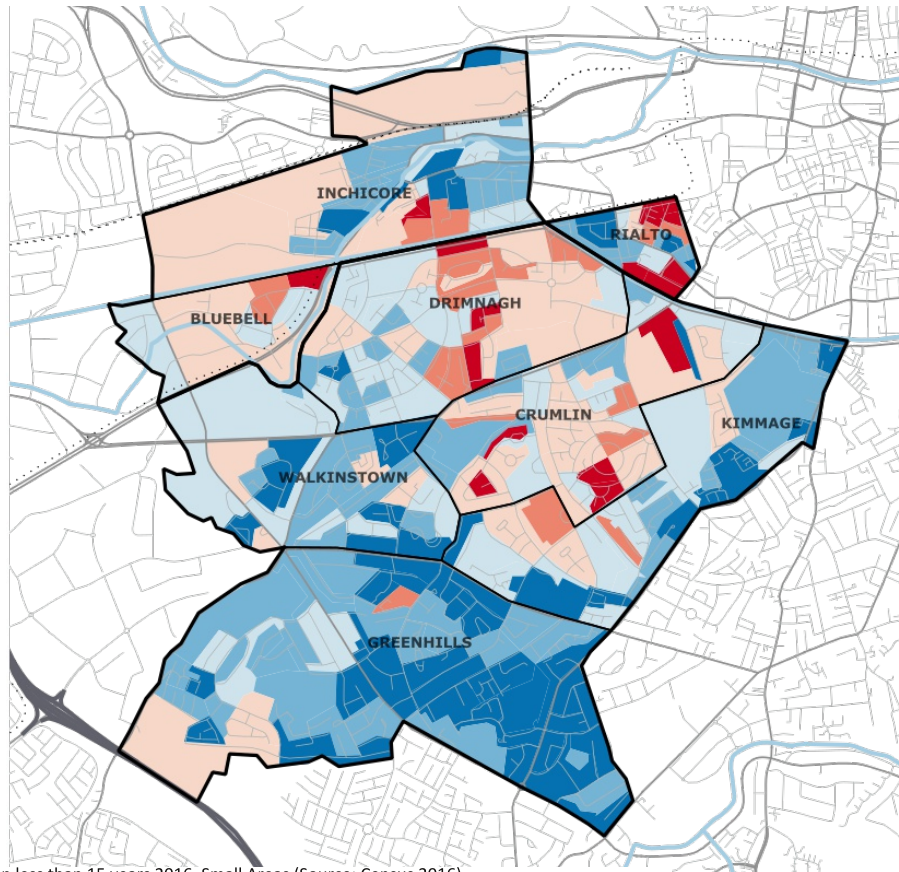 INCHICORE
RIALTO
DRIMNAGH
BLUEBELL
CRUMLIN
KIMMAGE
WALKINSTOWN
GREENHILLS
less than 15 years 2016, Small Areas (Source: Census 2016)